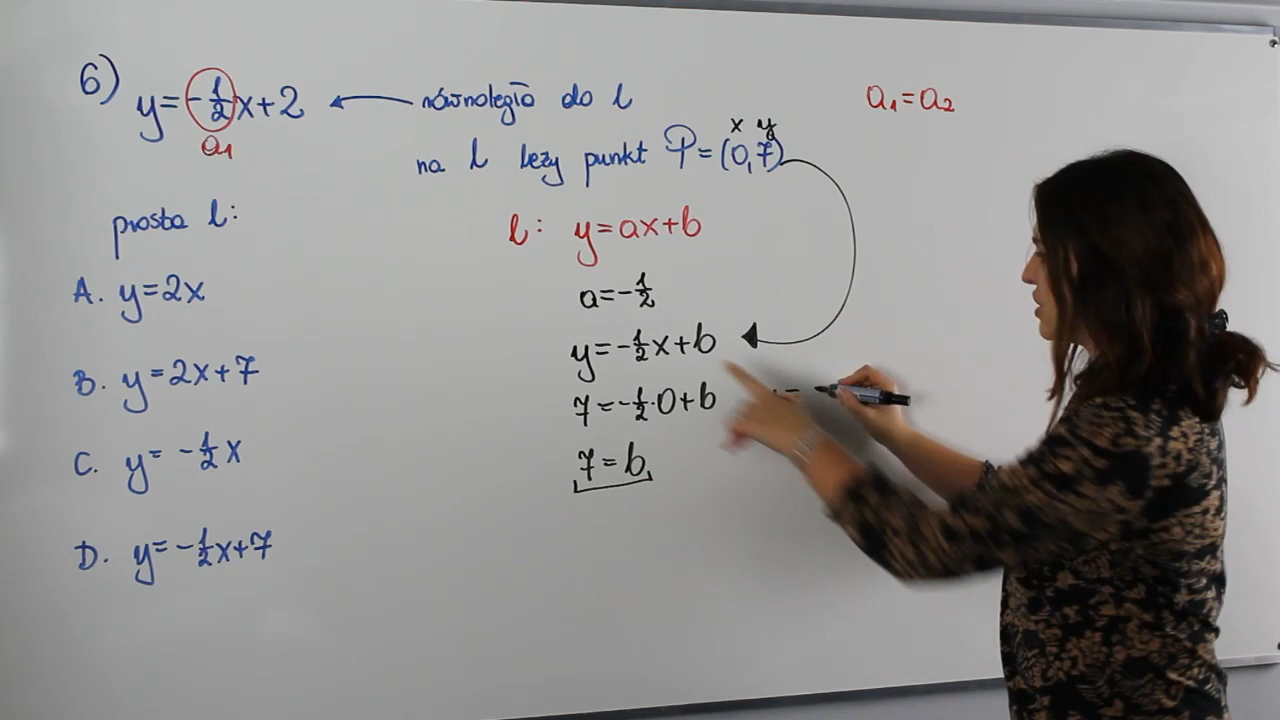 6) y=-1/2x+2 ← równoległa do l
a₁
a₁=a₂
na l leży punkt P=(0,7)
x y
prosta l:
l: y=ax+b
A. y=2x
a=-1/2
y=-1/2x+b
B. y=2x+7
7=-1/2·0+b
C. y=-1/2x
7=b
D. y=-1/2x+7